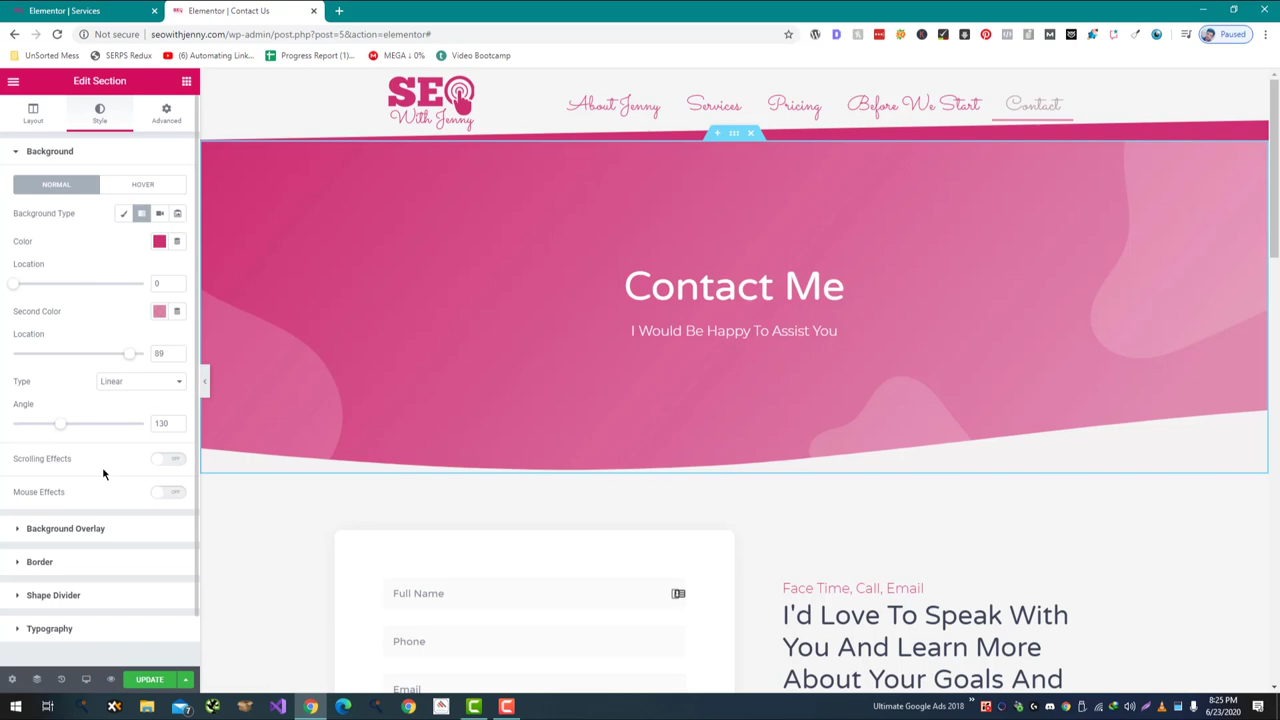 Elementor | Services
Elementor | Contact Us
Not secure
seowithjenny.com/wp-admin/post.php?post=5&action=elementor#
Paused
UnSorted Mess
SERPS Redux
(6) Automating Link...
Progress Report (1)...
MEGA ↓ 0%
Video Bootcamp
Edit Section
Layout
Style
Advanced
Background
NORMAL
HOVER
Background Type
Color
Location
0
Second Color
Location
89
Type
Linear
Angle
130
Scrolling Effects
OFF
Mouse Effects
OFF
Background Overlay
Border
Shape Divider
Typography
UPDATE
SEO
With Jenny
About Jenny
Services
Pricing
Before We Start
Contact
Contact Me
I Would Be Happy To Assist You
Full Name
Phone
Email
Face Time, Call, Email
I'd Love To Speak With
You And Learn More
About Your Goals And
Ultimate Google Ads 2018
8:25 PM
6/23/2020